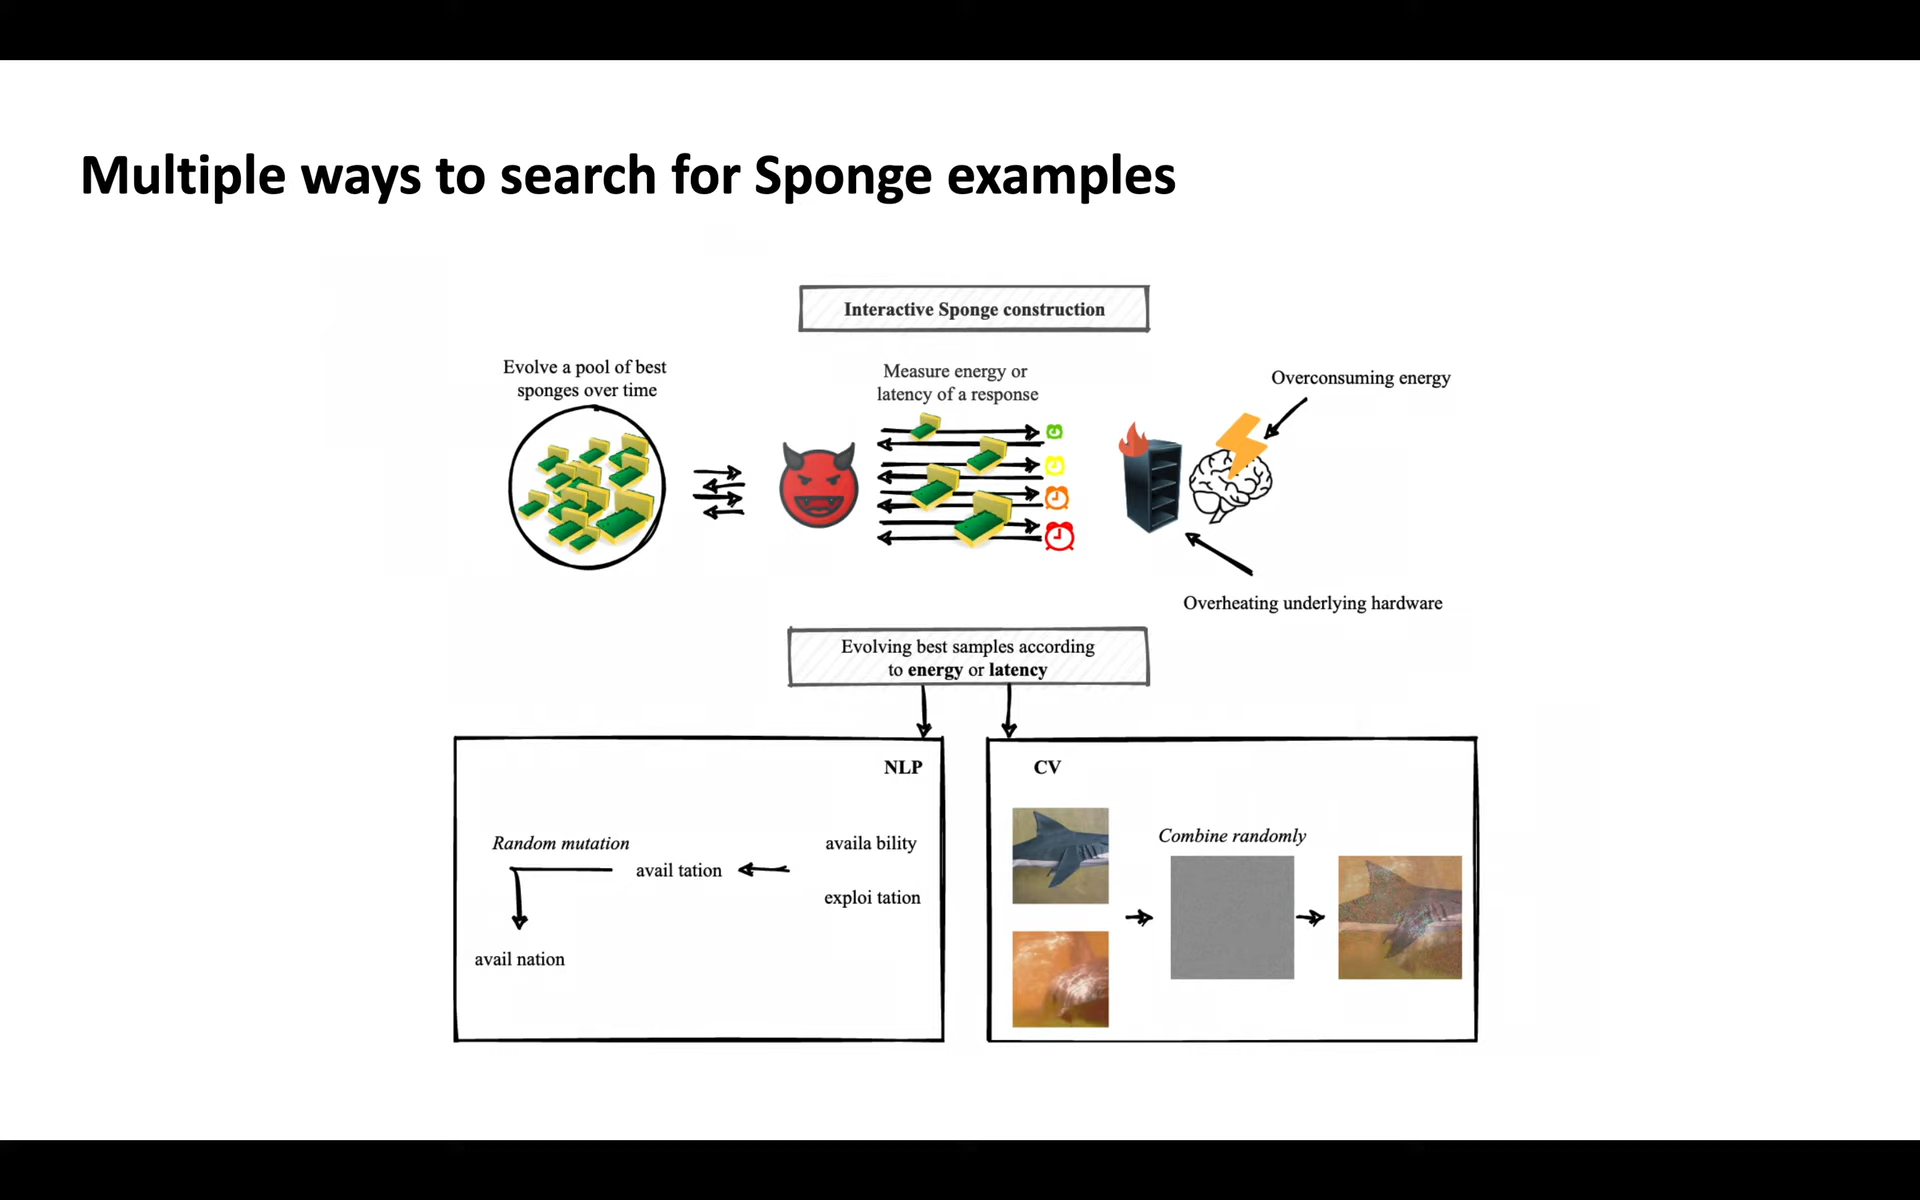 Multiple ways to search for Sponge examples
Interactive Sponge construction
Evolve a pool of best
sponges over time
Measure energy or
latency of a response
Overconsuming energy
Overheating underlying hardware
Evolving best samples according
to energy or latency
NLP
Random mutation
availa bility
avail tation
exploi tation
avail nation
CV
Combine randomly